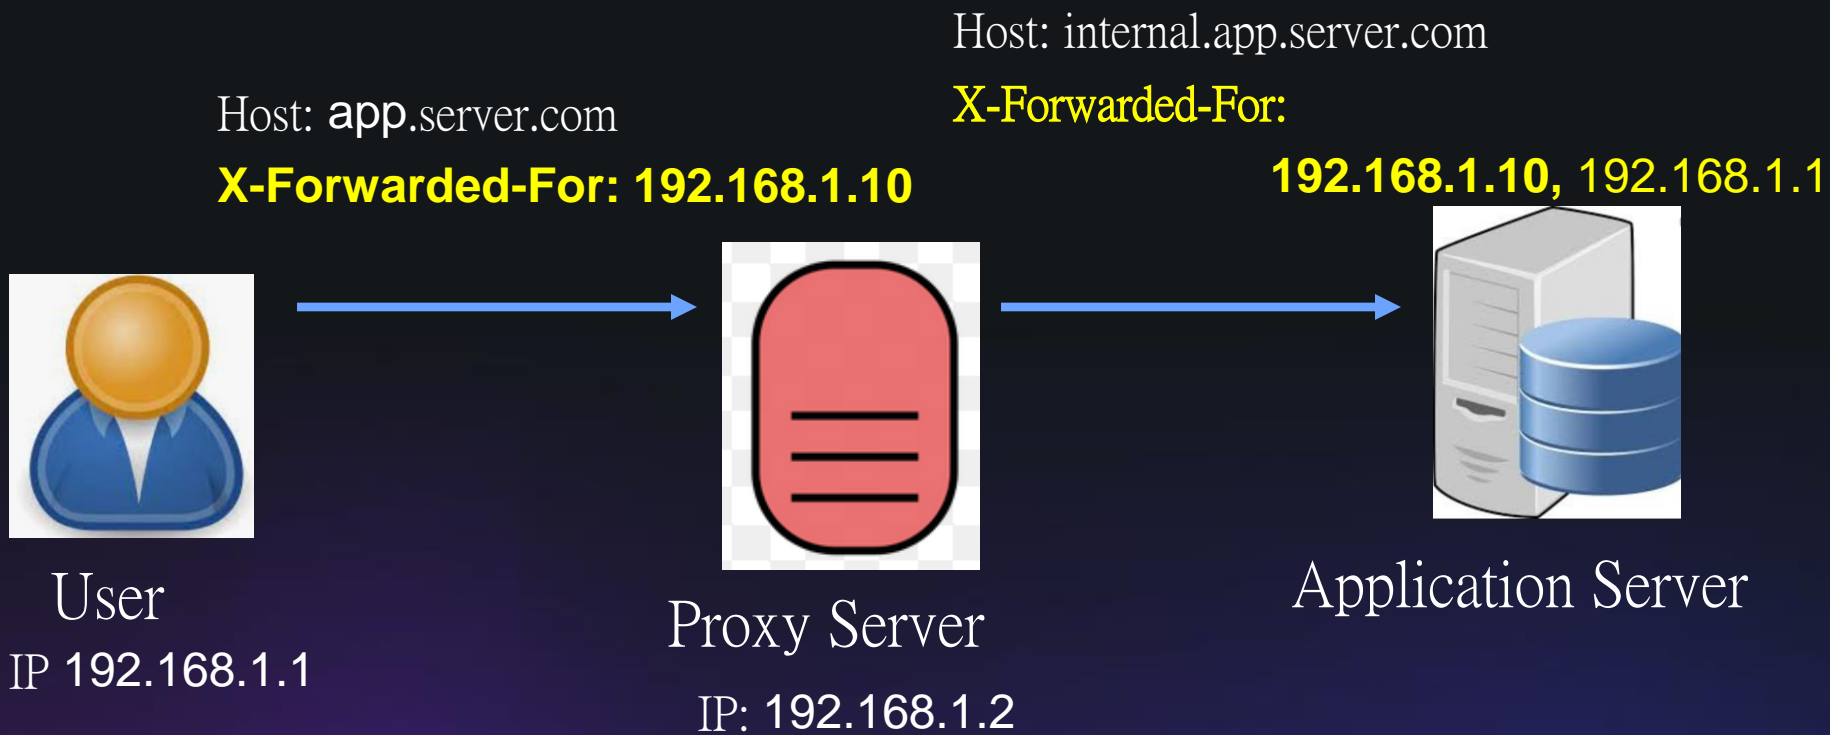 Host: internal.app.server.com
X-Forwarded-For:
192.168.1.10, 192.168.1.1
Host: app.server.com
X-Forwarded-For: 192.168.1.10
User
IP 192.168.1.1
Proxy Server
IP: 192.168.1.2
Application Server